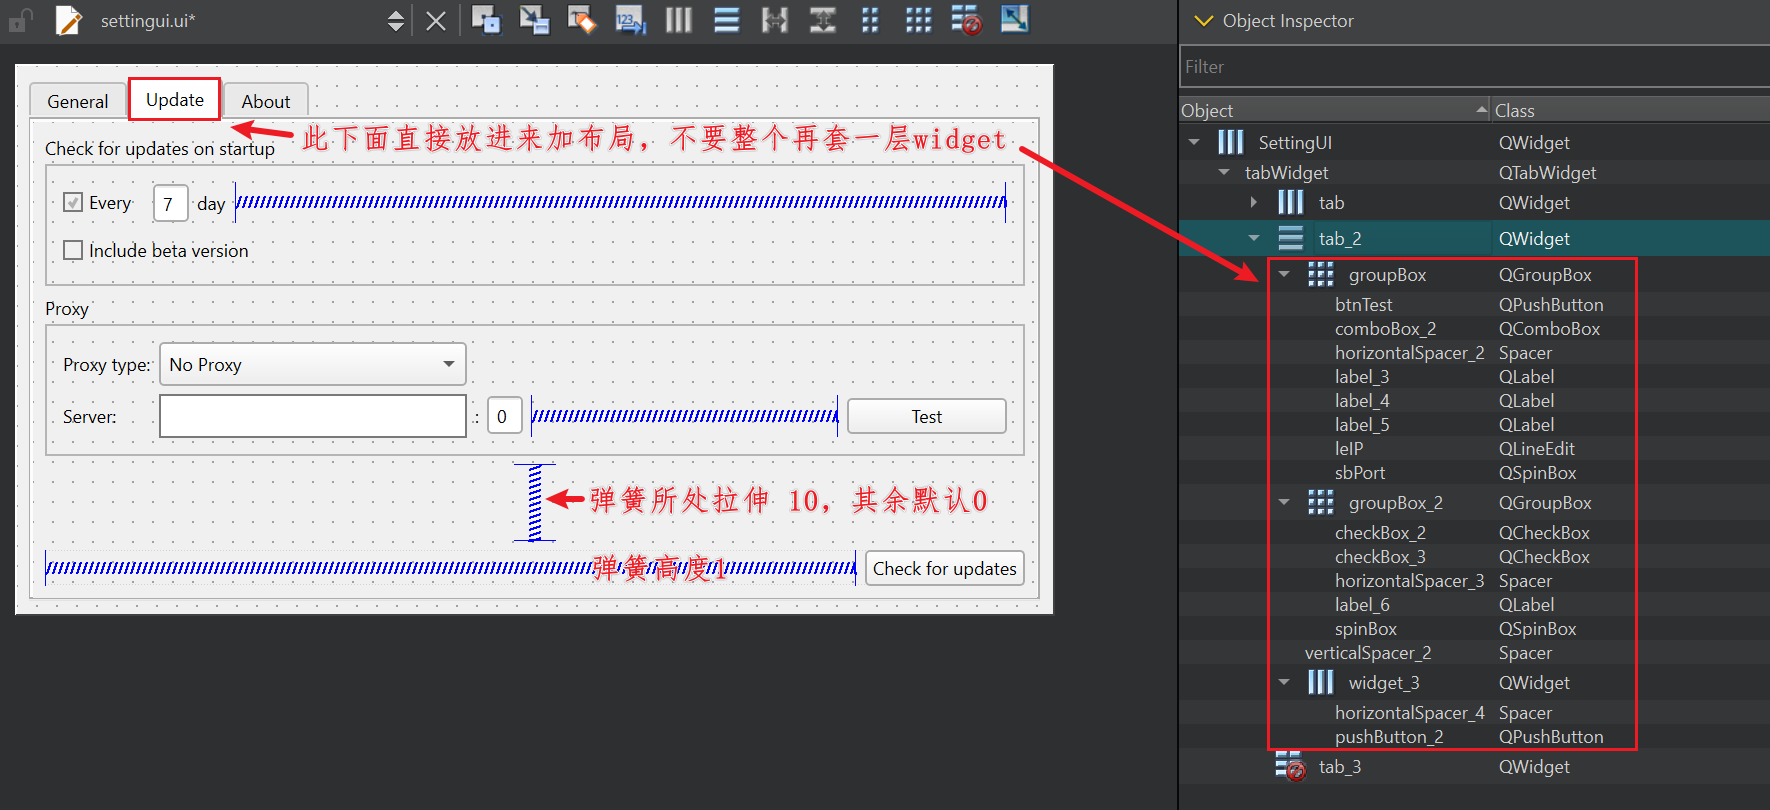 settingui.ui*
123
Object Inspector
Filter
Object Class
SettingUI QWidget
tabWidget QTabWidget
tab QWidget
tab_2 QWidget
groupBox QGroupBox
btnTest QPushButton
comboBox_2 QComboBox
horizontalSpacer_2 Spacer
label_3 QLabel
label_4 QLabel
label_5 QLabel
leIP QLineEdit
sbPort QSpinBox
groupBox_2 QGroupBox
checkBox_2 QCheckBox
checkBox_3 QCheckBox
horizontalSpacer_3 Spacer
label_6 QLabel
spinBox QSpinBox
verticalSpacer_2 Spacer
widget_3 QWidget
horizontalSpacer_4 Spacer
pushButton_2 QPushButton
tab_3 QWidget
General Update About
此下面直接放进来加布局，不要整个再套一层widget
Check for updates on startup
Every 7 day
Include beta version
Proxy
Proxy type: No Proxy
Server: : 0 Test
弹簧所处拉伸 10，其余默认0
弹簧高度1 Check for updates